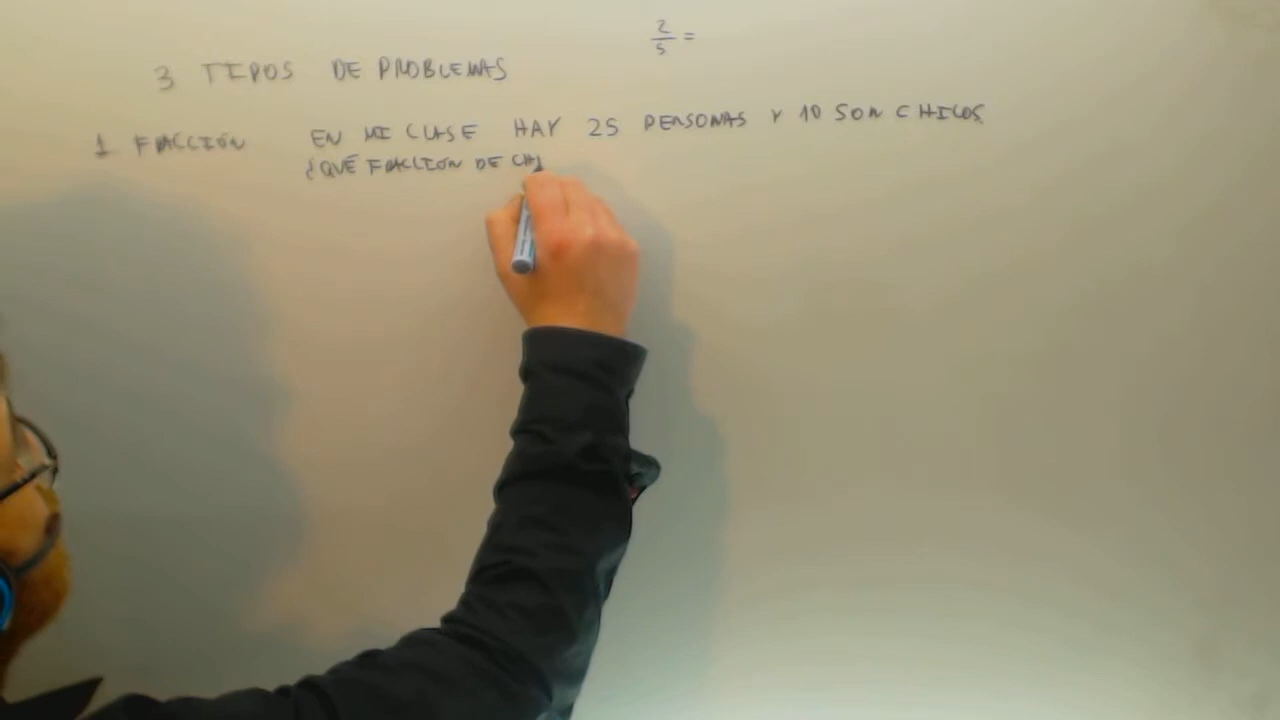 2/5 =
3 TIPOS DE PROBLEMAS
1 FRACCIÓN EN MI CLASE HAY 25 PERSONAS Y 10 SON CHICOS
¿QUÉ FRACCIÓN DE CHI